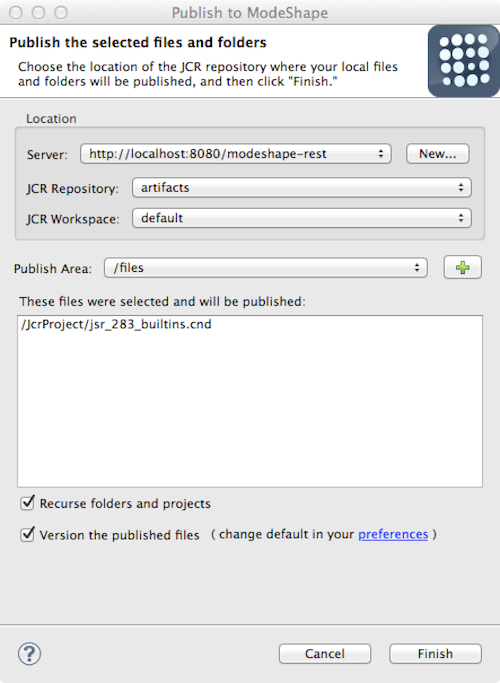 Publish to ModeShape
Publish the selected files and folders
Choose the location of the JCR repository where your local files
and folders will be published, and then click "Finish."
Location
Server: http://localhost:8080/modeshape-rest New...
JCR Repository: artifacts
JCR Workspace: default
Publish Area: /files
These files were selected and will be published:
/JcrProject/jsr_283_builtins.cnd
Recurse folders and projects
Version the published files ( change default in your preferences )
? Cancel Finish